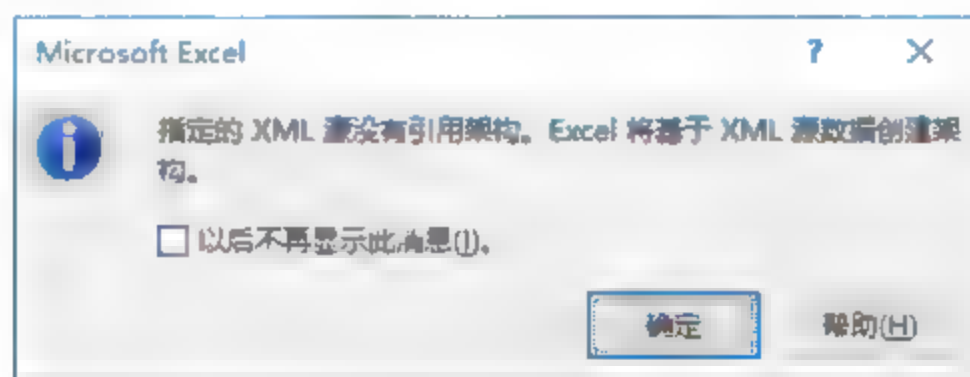 Microsoft Excel ? ×
指定的 XML 源没有引用架构。Excel 将基于 XML 源数据创建架
构。
以后不再显示此消息(I)。
确定 帮助(H)